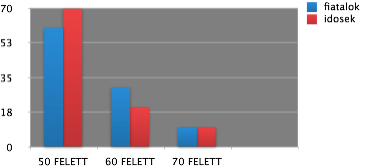 70
53
35
18
0
50 FELETT
60 FELETT
70 FELETT
fiatalok
idosek